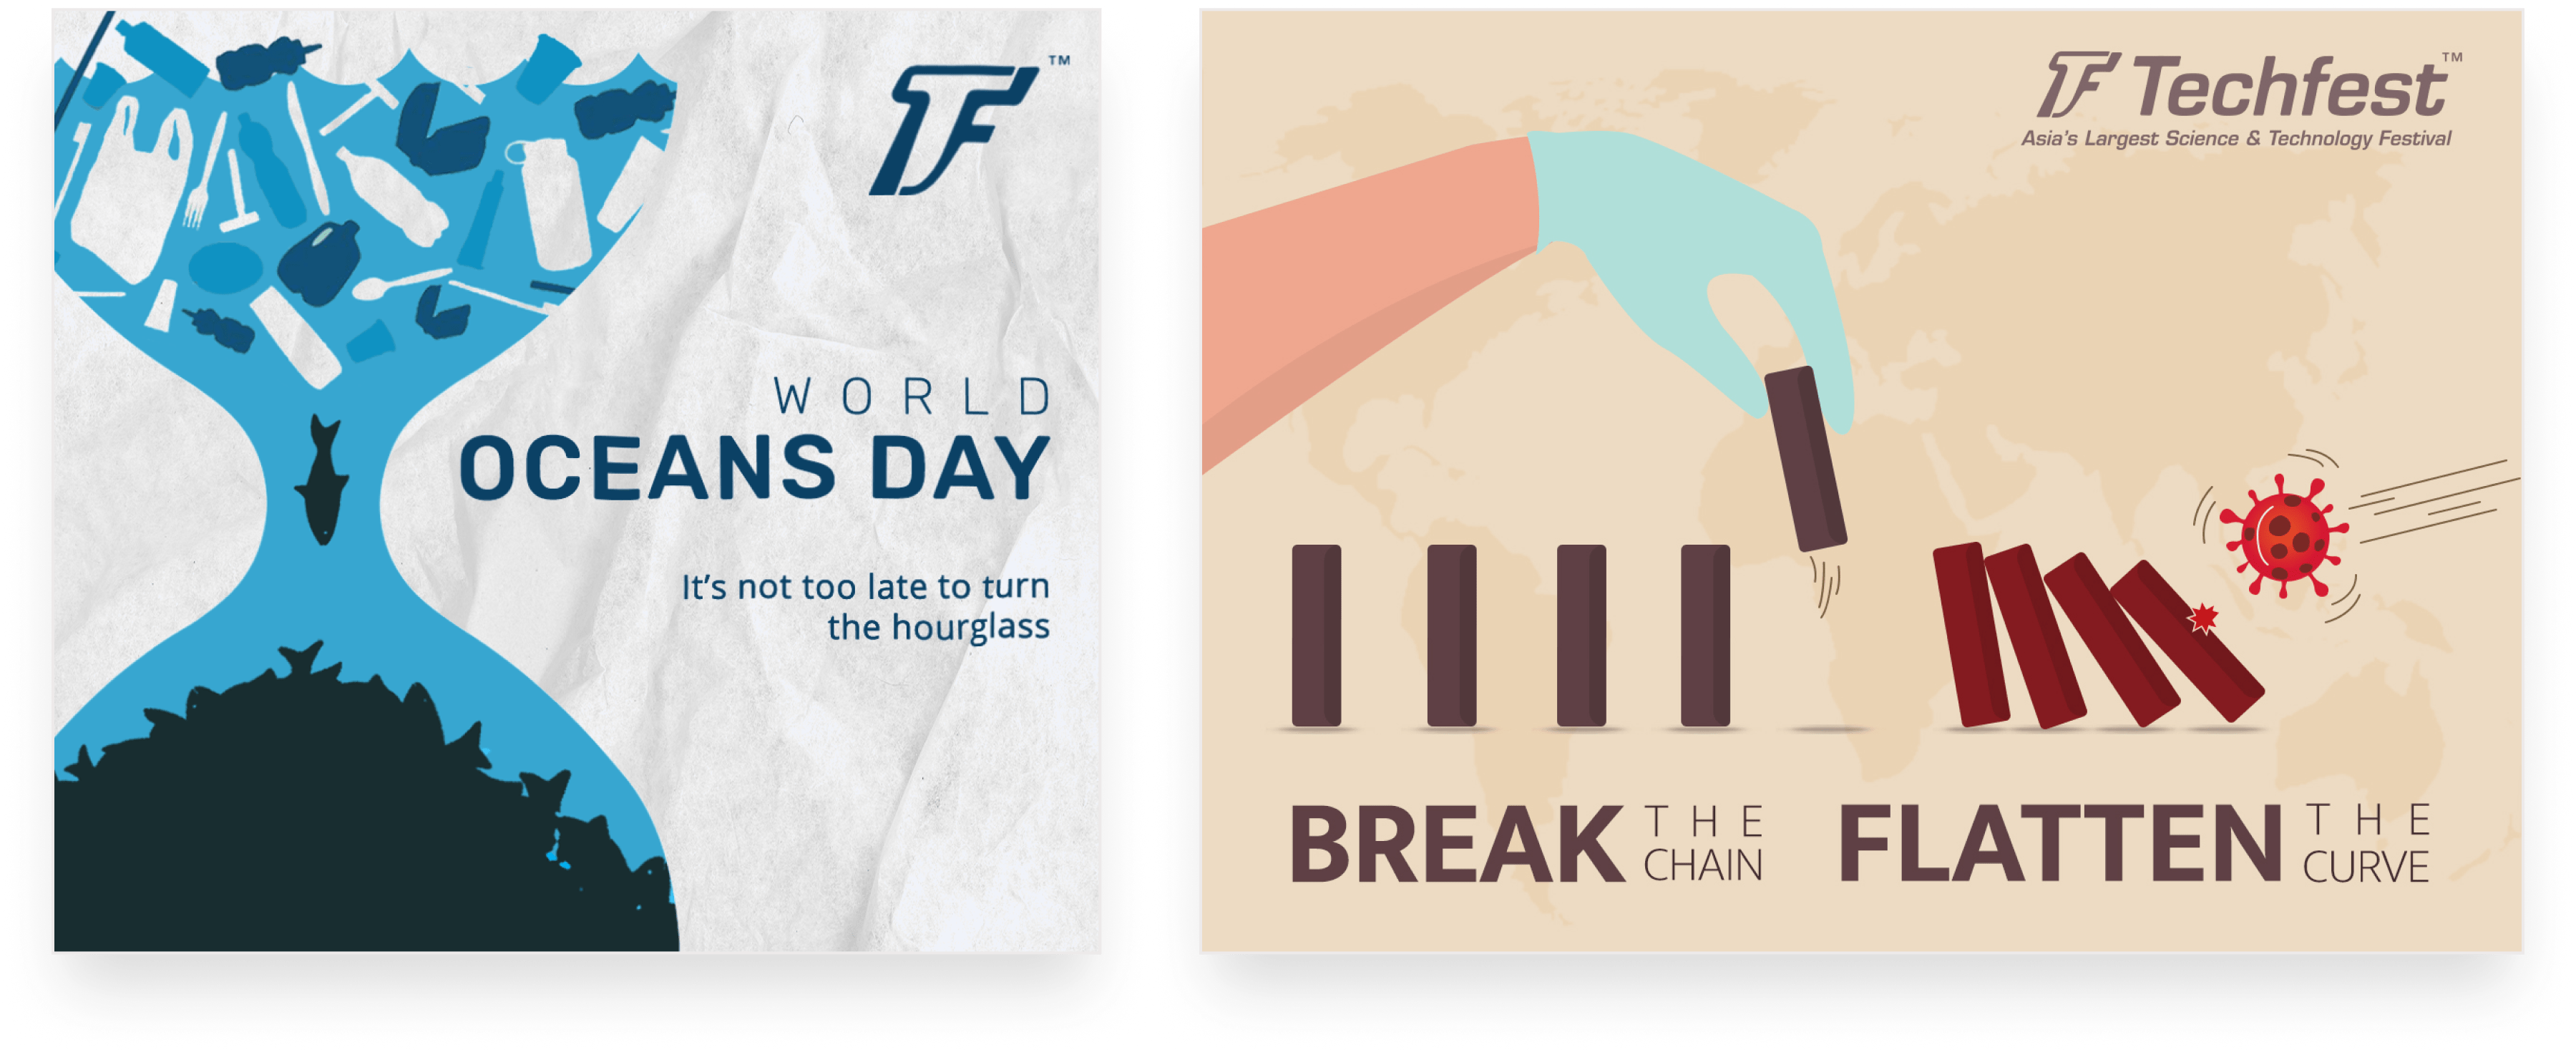 TF™
WORLD
OCEANS DAY
It's not too late to turn
the hourglass
TF Techfest™
Asia's Largest Science & Technology Festival
BREAK THE CHAIN
FLATTEN THE CURVE